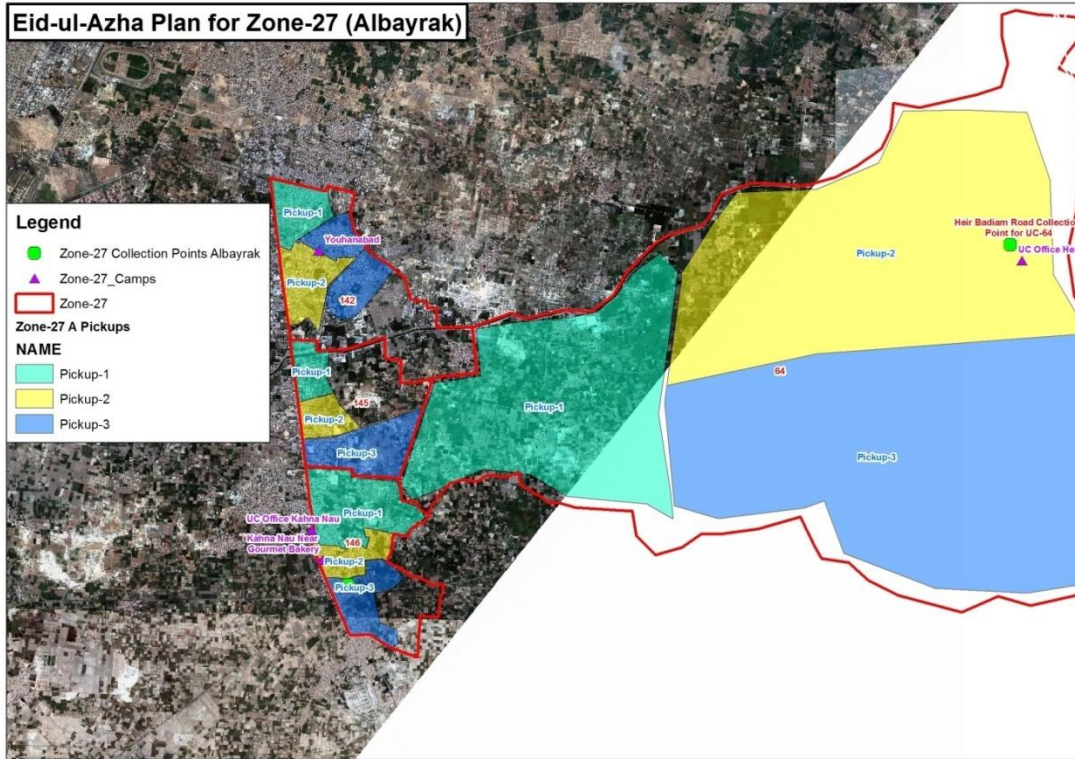 Eid-ul-Azha Plan for Zone-27 (Albayrak)
Legend
Zone-27 Collection Points Albayrak
Zone-27_Camps
Zone-27
Zone-27 A Pickups
NAME
Pickup-1
Pickup-2
Pickup-3
Pickup-1
Youhanabad
Pickup-2
142
Pickup-1
145
Pickup-2
Pickup-3
Pickup-1
UC Office Kahna Nau
Kahna Nau Near
Gourmet Bakery
146
Pickup-2
Pickup-3
Pickup-1
Pickup-2
Heir Badiam Road Collection
Point for UC-64
UC Office He
64
Pickup-3